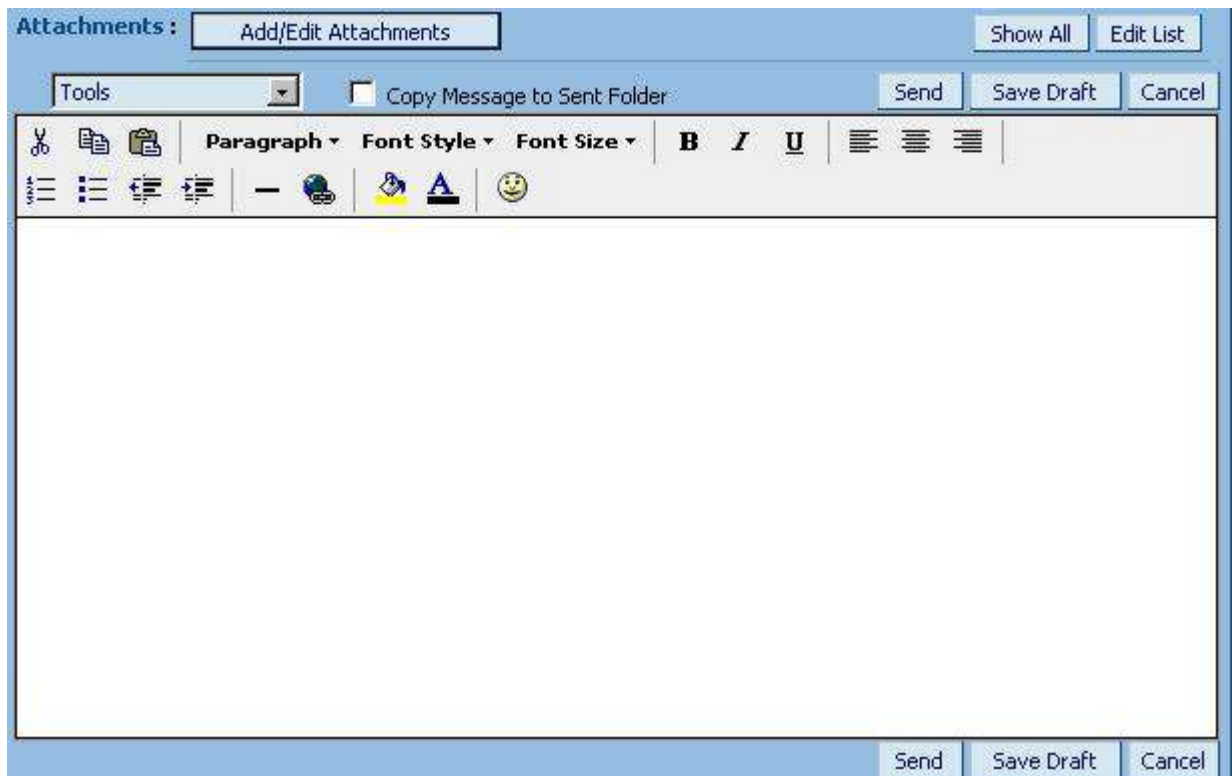 Attachments : Add/Edit Attachments Show All Edit List
Tools Copy Message to Sent Folder Send Save Draft Cancel
Paragraph Font Style Font Size B I U
A
Send Save Draft Cancel